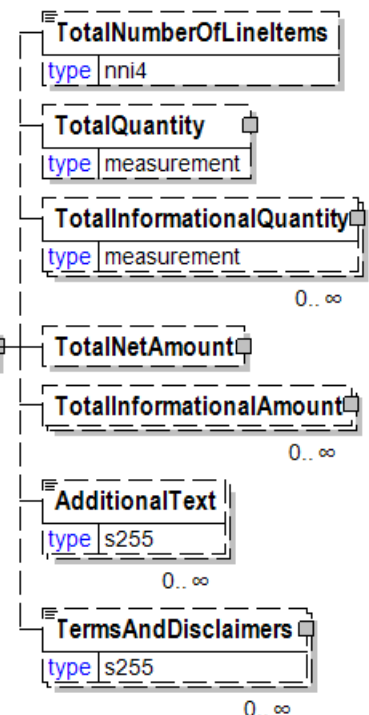 TotalNumberOfLineItems
type nni4
TotalQuantity
type measurement
TotalInformationalQuantity
type measurement
0.. ∞
TotalNetAmount
TotalInformationalAmount
0.. ∞
AdditionalText
type s255
0.. ∞
TermsAndDisclaimers
type s255
0.. ∞